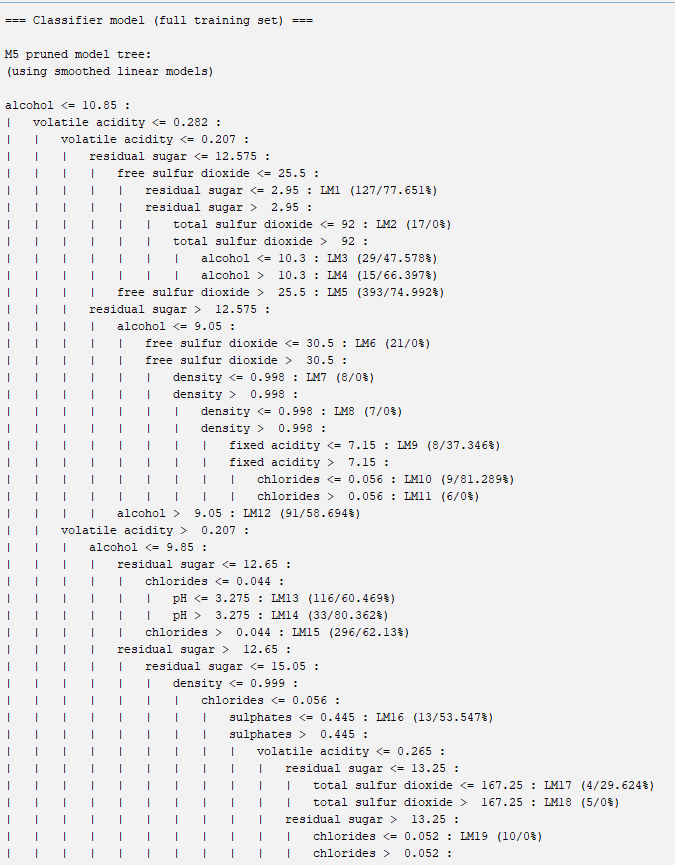 === Classifier model (full training set) ===

M5 pruned model tree:
(using smoothed linear models)

alcohol <= 10.85 :
|   volatile acidity <= 0.282 :
|   |   volatile acidity <= 0.207 :
|   |   |   residual sugar <= 12.575 :
|   |   |   |   free sulfur dioxide <= 25.5 :
|   |   |   |   |   residual sugar <= 2.95 : LM1 (127/77.651%)
|   |   |   |   |   residual sugar >  2.95 :
|   |   |   |   |   |   total sulfur dioxide <= 92 : LM2 (17/0%)
|   |   |   |   |   |   total sulfur dioxide >  92 :
|   |   |   |   |   |   |   alcohol <= 10.3 : LM3 (29/47.578%)
|   |   |   |   |   |   |   alcohol >  10.3 : LM4 (15/66.397%)
|   |   |   |   free sulfur dioxide >  25.5 : LM5 (393/74.992%)
|   |   |   residual sugar >  12.575 :
|   |   |   |   alcohol <= 9.05 :
|   |   |   |   |   free sulfur dioxide <= 30.5 : LM6 (21/0%)
|   |   |   |   |   free sulfur dioxide >  30.5 :
|   |   |   |   |   |   density <= 0.998 : LM7 (8/0%)
|   |   |   |   |   |   density >  0.998 :
|   |   |   |   |   |   |   density <= 0.998 : LM8 (7/0%)
|   |   |   |   |   |   |   density >  0.998 :
|   |   |   |   |   |   |   |   fixed acidity <= 7.15 : LM9 (8/37.346%)
|   |   |   |   |   |   |   |   fixed acidity >  7.15 :
|   |   |   |   |   |   |   |   |   chlorides <= 0.056 : LM10 (9/81.289%)
|   |   |   |   |   |   |   |   |   chlorides >  0.056 : LM11 (6/0%)
|   |   |   |   alcohol >  9.05 : LM12 (91/58.694%)
|   |   volatile acidity >  0.207 :
|   |   |   alcohol <= 9.85 :
|   |   |   |   residual sugar <= 12.65 :
|   |   |   |   |   chlorides <= 0.044 :
|   |   |   |   |   |   pH <= 3.275 : LM13 (116/60.469%)
|   |   |   |   |   |   pH >  3.275 : LM14 (33/80.362%)
|   |   |   |   |   chlorides >  0.044 : LM15 (296/62.13%)
|   |   |   |   residual sugar >  12.65 :
|   |   |   |   |   residual sugar <= 15.05 :
|   |   |   |   |   |   density <= 0.999 :
|   |   |   |   |   |   |   chlorides <= 0.056 :
|   |   |   |   |   |   |   |   sulphates <= 0.445 : LM16 (13/53.547%)
|   |   |   |   |   |   |   |   sulphates >  0.445 :
|   |   |   |   |   |   |   |   |   volatile acidity <= 0.265 :
|   |   |   |   |   |   |   |   |   |   residual sugar <= 13.25 :
|   |   |   |   |   |   |   |   |   |   |   total sulfur dioxide <= 167.25 : LM17 (4/29.624%)
|   |   |   |   |   |   |   |   |   |   |   total sulfur dioxide >  167.25 : LM18 (5/0%)
|   |   |   |   |   |   |   |   |   |   residual sugar >  13.25 :
|   |   |   |   |   |   |   |   |   |   |   chlorides <= 0.052 : LM19 (10/0%)
|   |   |   |   |   |   |   |   |   |   |   chlorides >  0.052 :